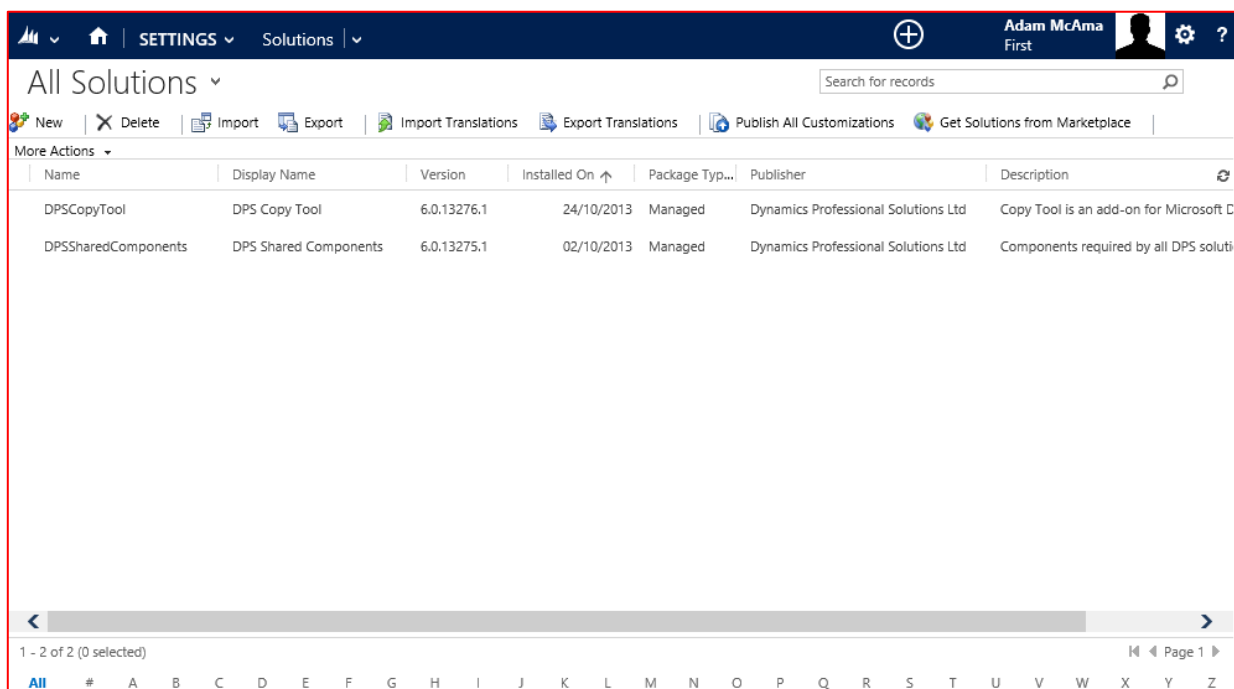 SETTINGS Solutions Adam McAma
First ?
All Solutions Search for records
New Delete Import Export Import Translations Export Translations Publish All Customizations Get Solutions from Marketplace
More Actions
Name Display Name Version Installed On Package Typ... Publisher Description
DPSCopyTool DPS Copy Tool 6.0.13276.1 24/10/2013 Managed Dynamics Professional Solutions Ltd Copy Tool is an add-on for Microsoft D
DPSSharedComponents DPS Shared Components 6.0.13275.1 02/10/2013 Managed Dynamics Professional Solutions Ltd Components required by all DPS soluti
1 - 2 of 2 (0 selected) Page 1
All # A B C D E F G H I J K L M N O P Q R S T U V W X Y Z